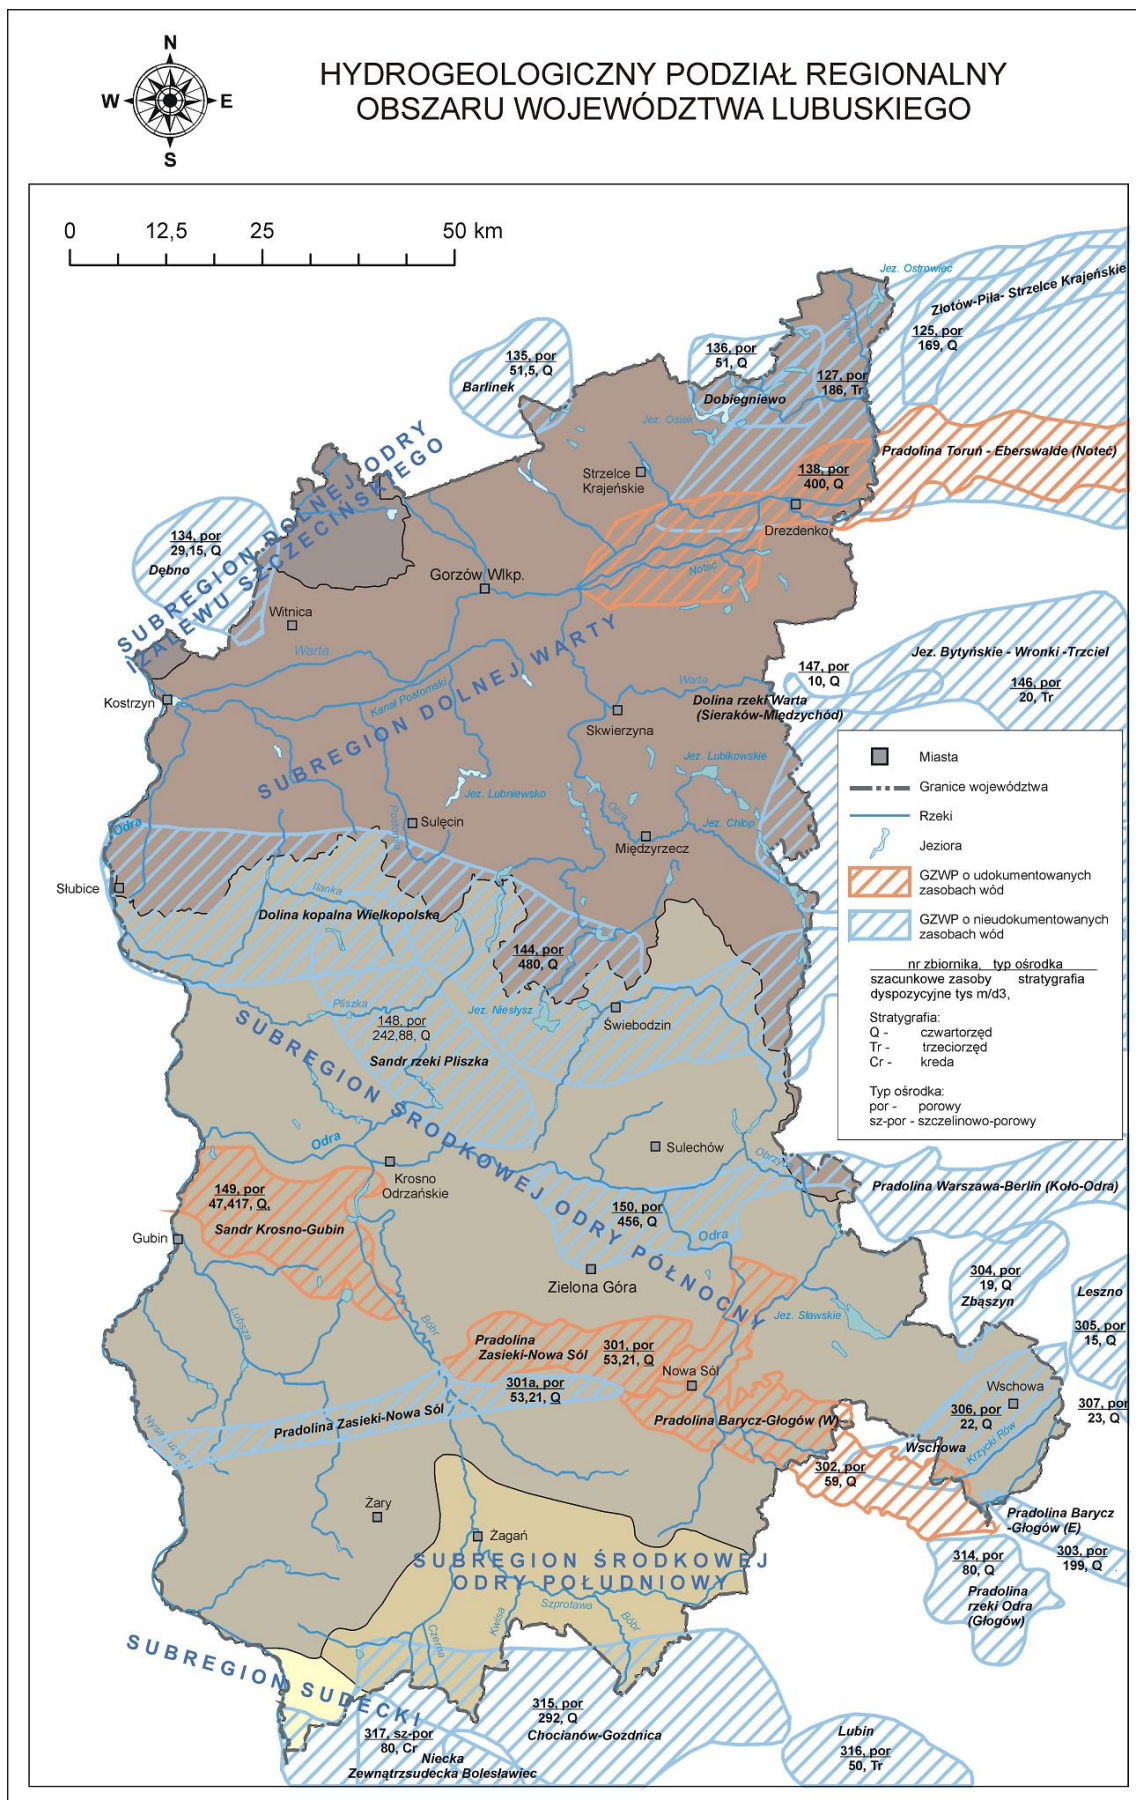 N
W
E
S
HYDROGEOLOGICZNY PODZIAŁ REGIONALNY
OBSZARU WOJEWÓDZTWA LUBUSKIEGO
0 12,5 25 50 km
Jez. Ostrowiec
Złotów-Piła- Strzelce Krajeńskie
125, por
169, Q
Drawa
135, por
51,5, Q
Barlinek
136, por
51, Q
Dobiegniewo
127, por
186, Tr
Jez. Osiek
Pradolina Toruń - Eberswalde (Noteć)
138, por
400, Q
Strzelce
Krajeńskie
Drezdenko
SUBREGION DOLNEJ ODRY
I ZALEWU SZCZECIŃSKIEGO
134, por
29,15, Q
Dębno
Noteć
Gorzów Wlkp.
Witnica
SUBREGION DOLNEJ WARTY
Warta
Kanał Postomski
Kostrzyn
Jez. Bytyńskie - Wronki -Trzciel
147, por
10, Q
146, por
20, Tr
Warta
Dolina rzeki Warta
(Sieraków-Międzychód)
Skwierzyna
Jez. Lubikowskie
Jez. Lubniewsko
Obra
Jez. Chłop
Postomia
Sulęcin
Międzyrzecz
Odra
Słubice
Ilanka
Dolina kopalna Wielkopolska
144, por
480, Q
Miasta
Granice województwa
Rzeki
Jeziora
GZWP o udokumentowanych
zasobach wód
GZWP o nieudokumentowanych
zasobach wód
nr zbiornika, typ ośrodka
szacunkowe zasoby stratygrafia
dyspozycyjne tys m/d3,
Stratygrafia:
Q - czwartorzęd
Tr - trzeciorzęd
Cr - kreda
Typ ośrodka:
por - porowy
sz-por - szczelinowo-porowy
Pliszka
Jez. Niesłysz
Świebodzin
148, por
242,88, Q
Sandr rzeki Pliszka
SUBREGION ŚRODKOWEJ ODRY PÓŁNOCNY
Odra
Krosno
Odrzańskie
Sulechów
Obrzyca
Pradolina Warszawa-Berlin (Koło-Odra)
149, por
47,417, Q,
Sandr Krosno-Gubin
Gubin
150, por
456, Q
Odra
Zielona Góra
304, por
19, Q
Zbąszyn
Leszno
305, por
15, Q
Jez. Sławskie
Lubsza
Bóbr
Pradolina
Zasieki-Nowa Sól
301, por
53,21, Q
Nowa Sól
301a, por
53,21, Q
Pradolina Zasieki-Nowa Sól
Pradolina Barycz-Głogów (W)
Wschowa
306, por
22, Q
307, por
23, Q
Wschowa
Krzycki Rów
302, por
59, Q
Żary
Żagań
Pradolina Barycz
-Głogów (E)
303, por
199, Q
314, por
80, Q
Pradolina
rzeki Odra
(Głogów)
SUBREGION ŚRODKOWEJ
ODRY POŁUDNIOWY
Szprotawa
Kwisa
Bóbr
Czerna
SUBREGION SUDECKI
315, por
292, Q
Chocianów-Gozdnica
317, sz-por
80, Cr
Niecka
Zewnątrzsudecka Bolesławiec
Lubin
316, por
50, Tr